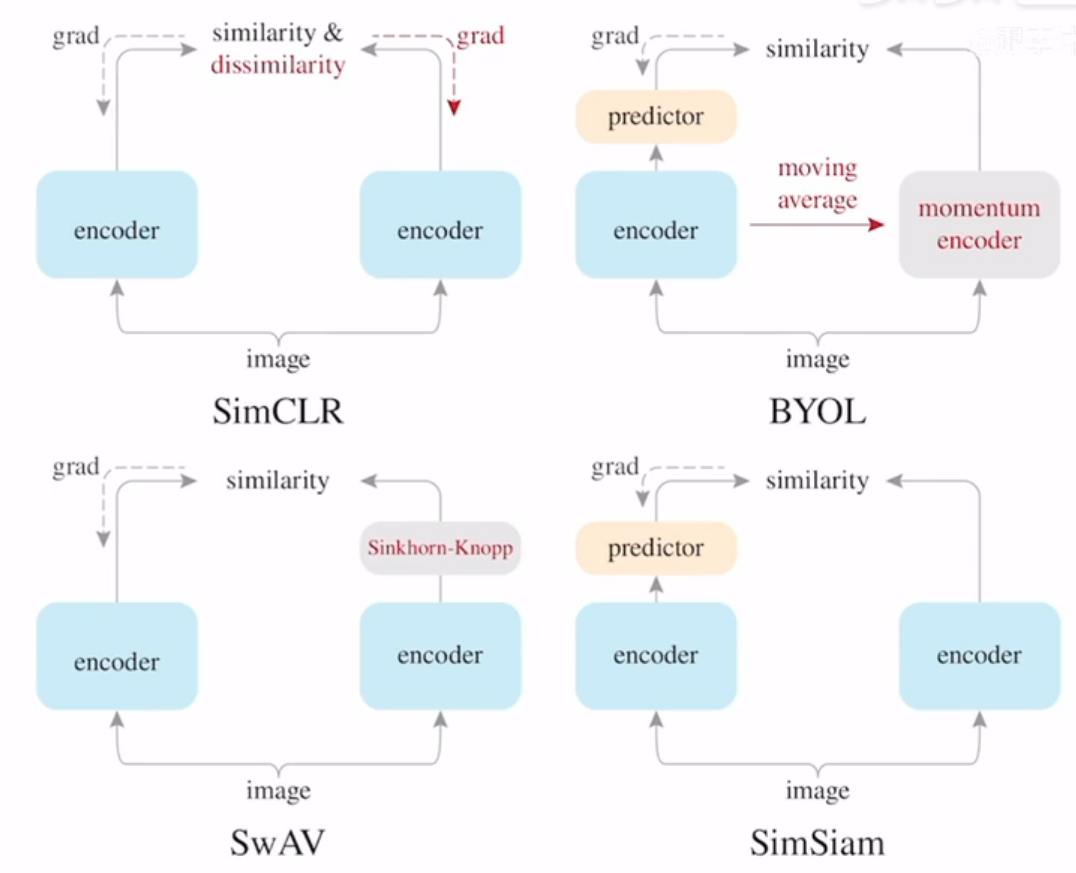 grad
similarity &
dissimilarity
grad
encoder
encoder
image
SimCLR
grad
similarity
predictor
moving
average
encoder
momentum
encoder
image
BYOL
grad
similarity
Sinkhorn-Knopp
encoder
encoder
image
SwAV
grad
similarity
predictor
encoder
encoder
image
SimSiam